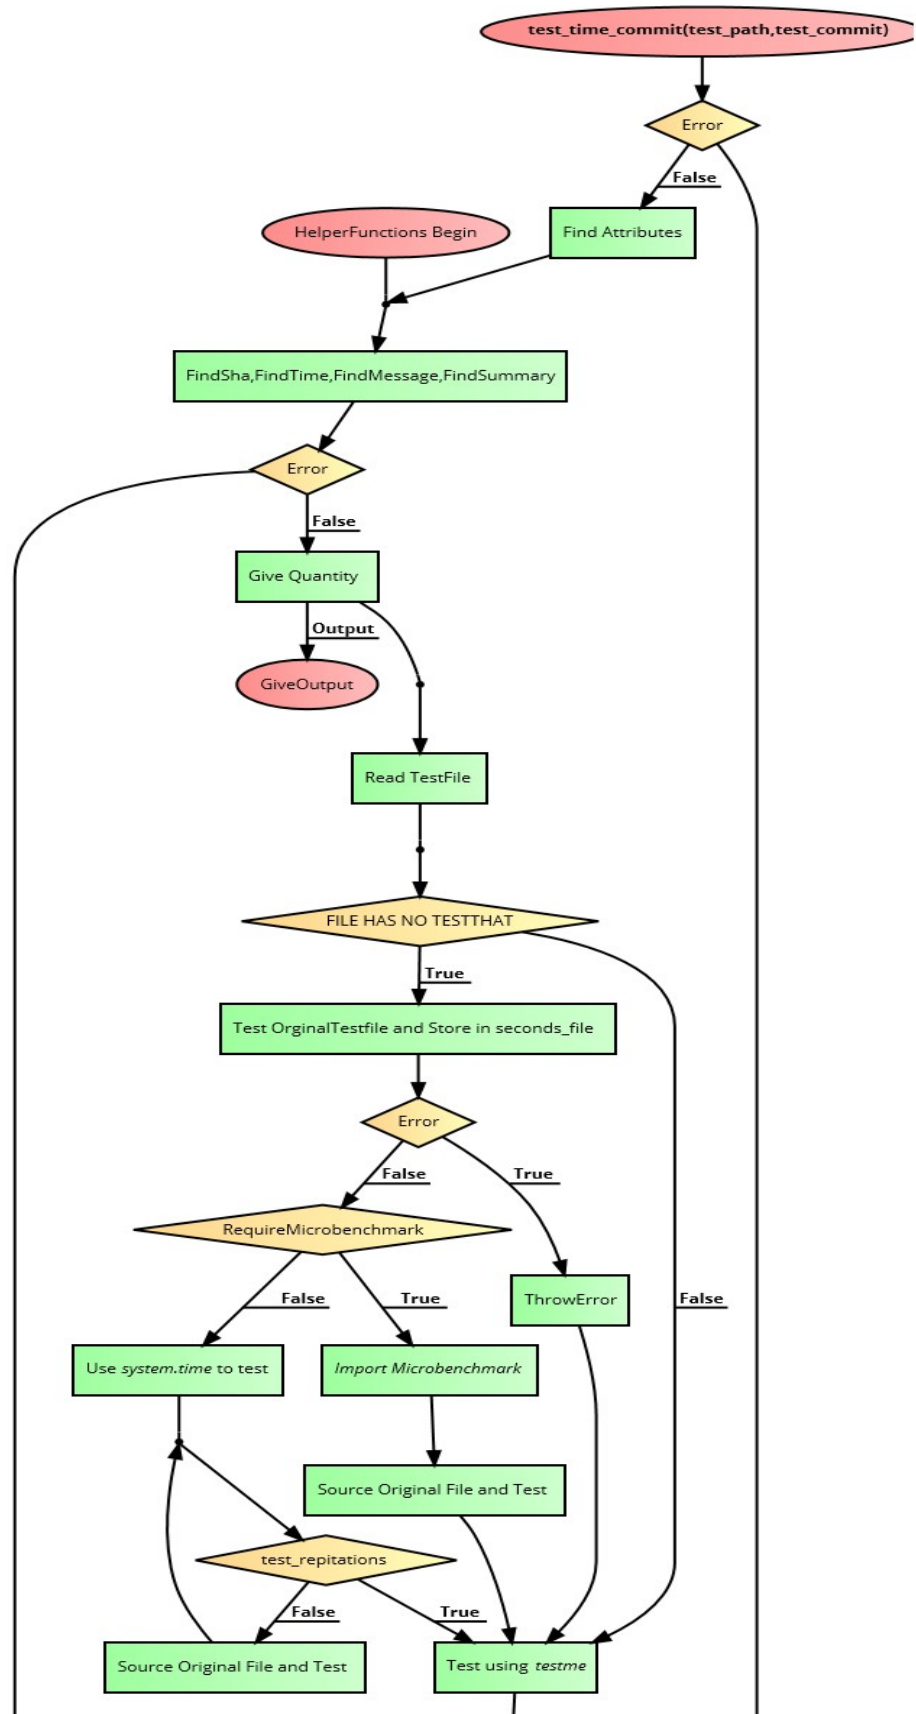 test_time_commit(test_path,test_commit)
Error
False
HelperFunctions Begin
Find Attributes
FindSha,FindTime,FindMessage,FindSummary
Error
False
Give Quantity
Output
GiveOutput
Read TestFile
FILE HAS NO TESTTHAT
True
Test OrginalTestfile and Store in seconds_file
Error
False
True
RequireMicrobenchmark
False
True
ThrowError
False
Use system.time to test
Import Microbenchmark
Source Original File and Test
test_repitations
False
True
Source Original File and Test
Test using testme